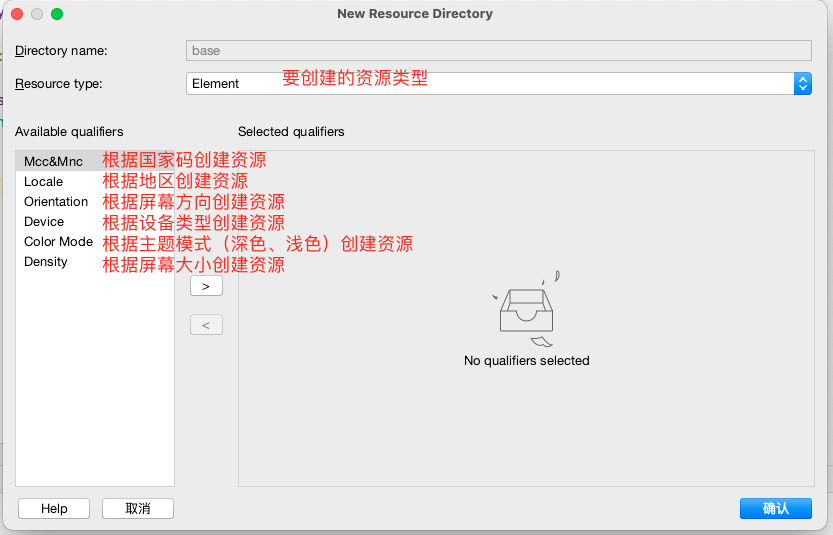 New Resource Directory
Directory name: base
Resource type: Element 要创建的资源类型
Available qualifiers Selected qualifiers
Mcc&Mnc 根据国家码创建资源
Locale 根据地区创建资源
Orientation 根据屏幕方向创建资源
Device 根据设备类型创建资源
Color Mode 根据主题模式（深色、浅色）创建资源
Density 根据屏幕大小创建资源
>
<
No qualifiers selected
Help 取消 确认